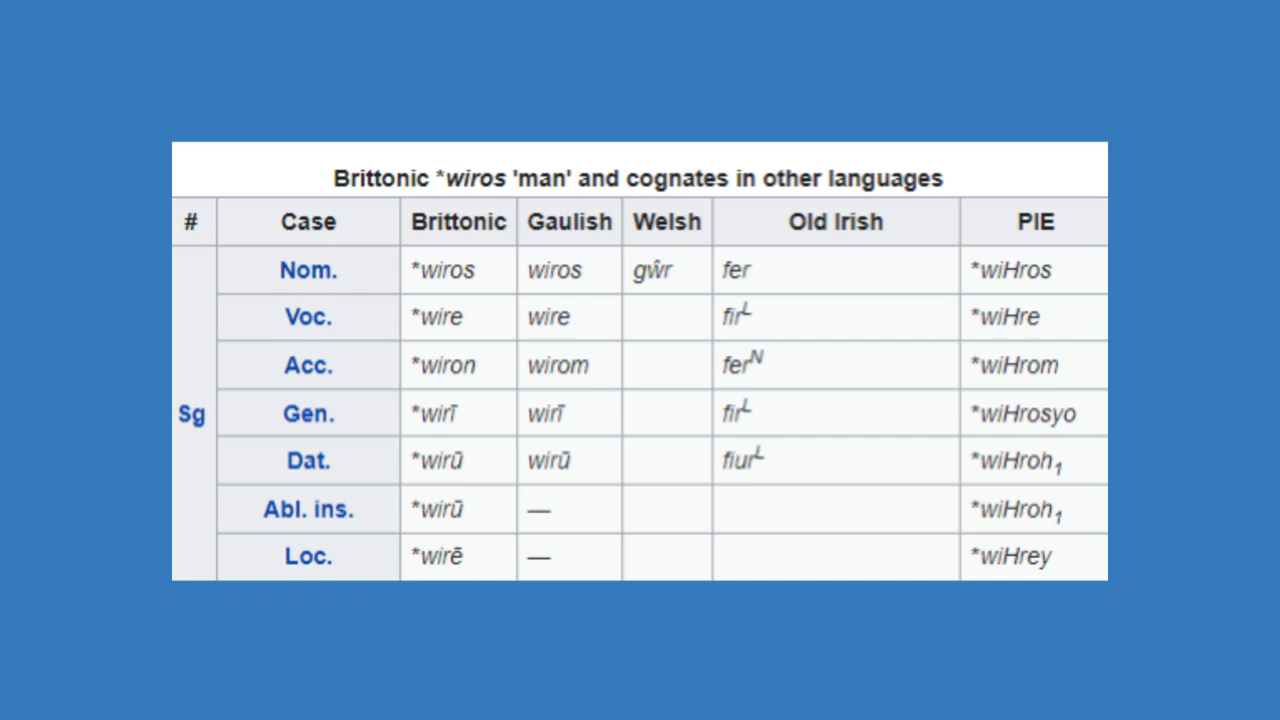 Brittonic *wiros 'man' and cognates in other languages
# Case Brittonic Gaulish Welsh Old Irish PIE
Nom. *wiros wiros gŵr fer *wiHros
Voc. *wire wire firL *wiHre
Acc. *wiron wirom ferN *wiHrom
Sg Gen. *wirī wirī firL *wiHrosyo
Dat. *wirū wirū fiurL *wiHroh1
Abl. ins. *wirū — *wiHroh1
Loc. *wirē — *wiHrey